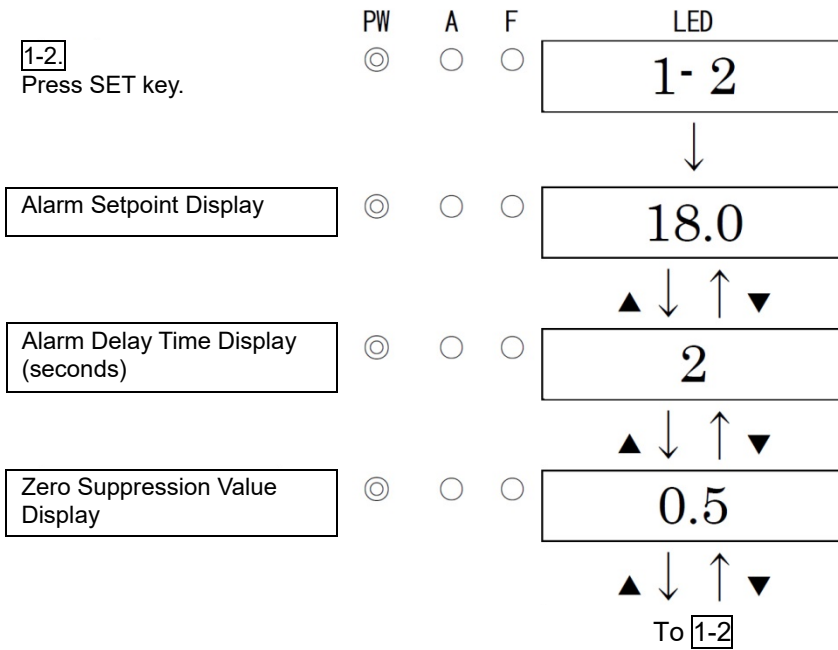 PW A F LED
1-2.
Press SET key.
1- 2
Alarm Setpoint Display
18.0
▲ ↓ ↑ ▼
Alarm Delay Time Display
(seconds)
2
▲ ↓ ↑ ▼
Zero Suppression Value
Display
0.5
▲ ↓ ↑ ▼
To 1-2